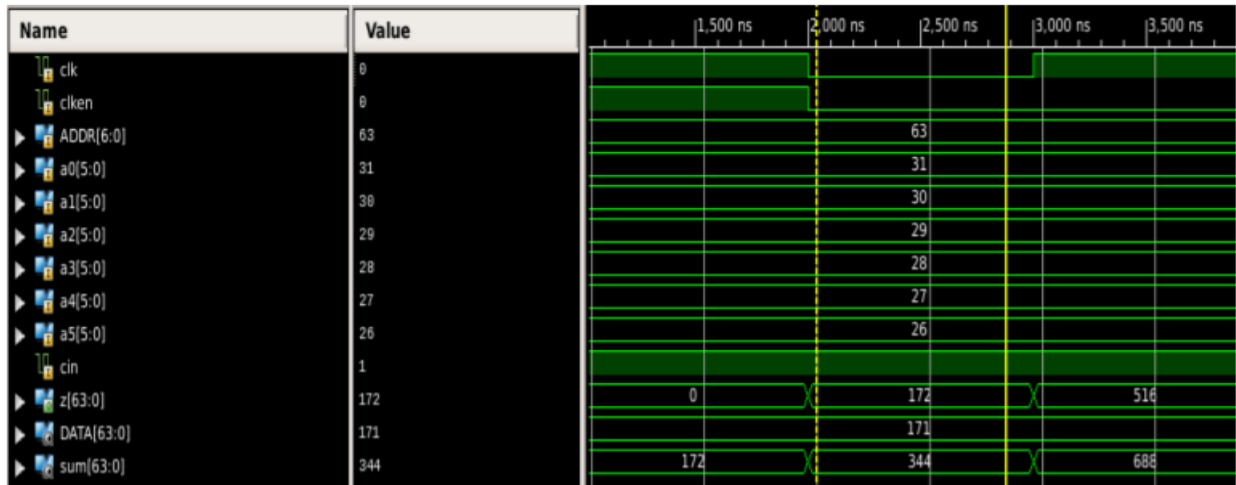 Name Value 1,500 ns 2,000 ns 2,500 ns 3,000 ns 3,500 ns
clk 0
clken 0
ADDR[6:0] 63 63
a0[5:0] 31 31
a1[5:0] 30 30
a2[5:0] 29 29
a3[5:0] 28 28
a4[5:0] 27 27
a5[5:0] 26 26
cin 1
z[63:0] 172 0 172 516
DATA[63:0] 171 171
sum[63:0] 344 172 344 688